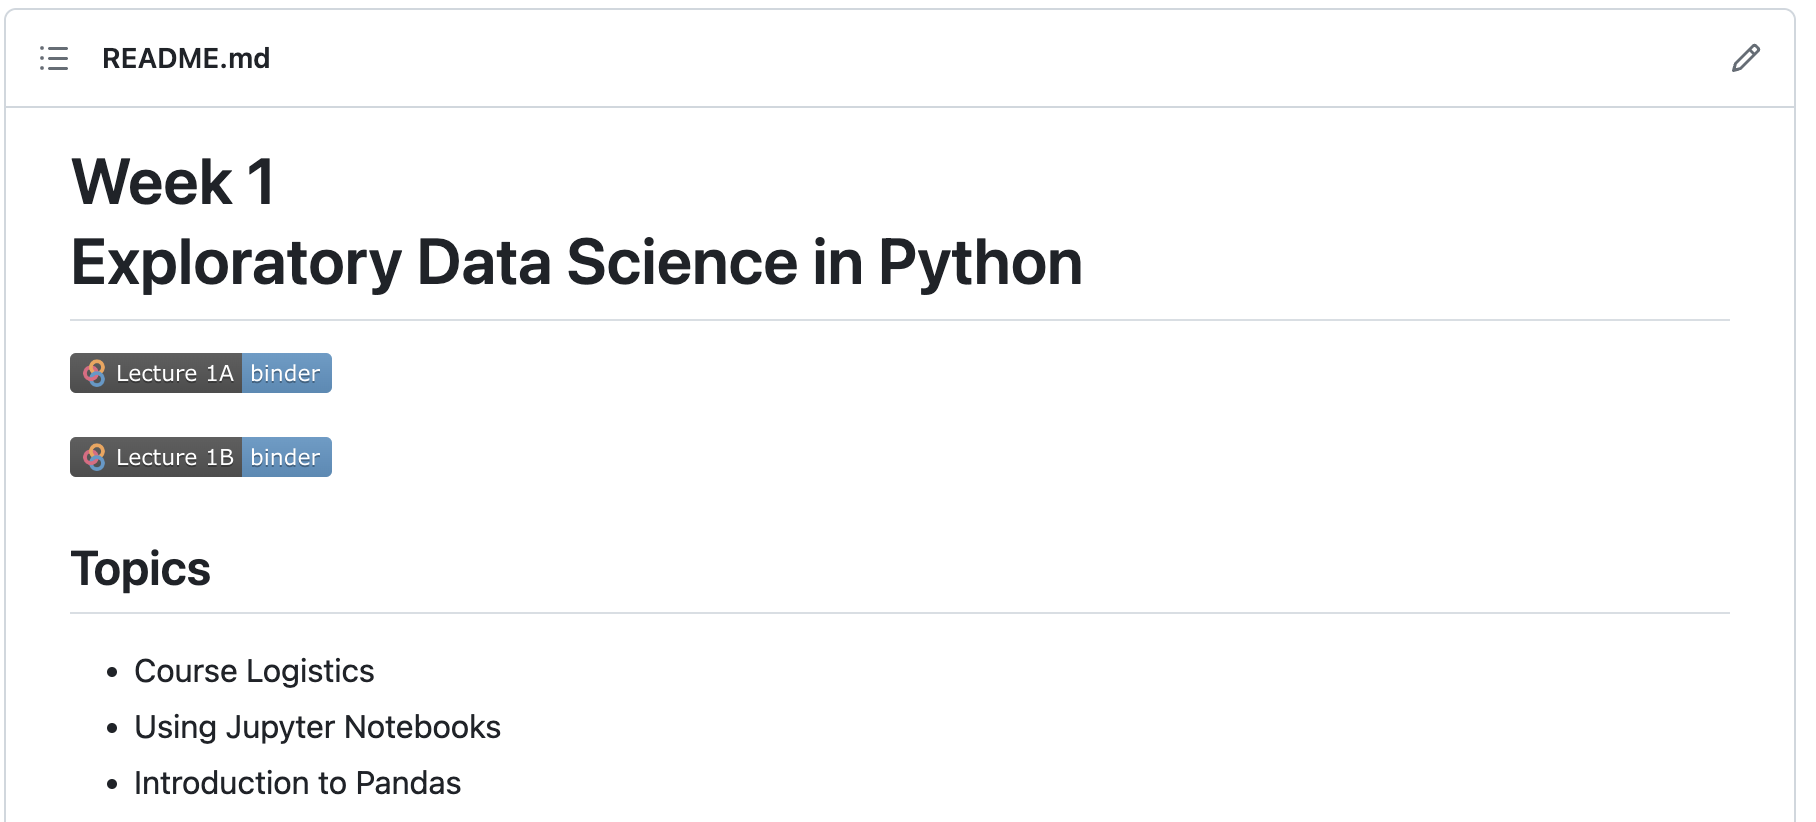 README.md
Week 1
Exploratory Data Science in Python
Lecture 1A binder
Lecture 1B binder
Topics
Course Logistics
Using Jupyter Notebooks
Introduction to Pandas